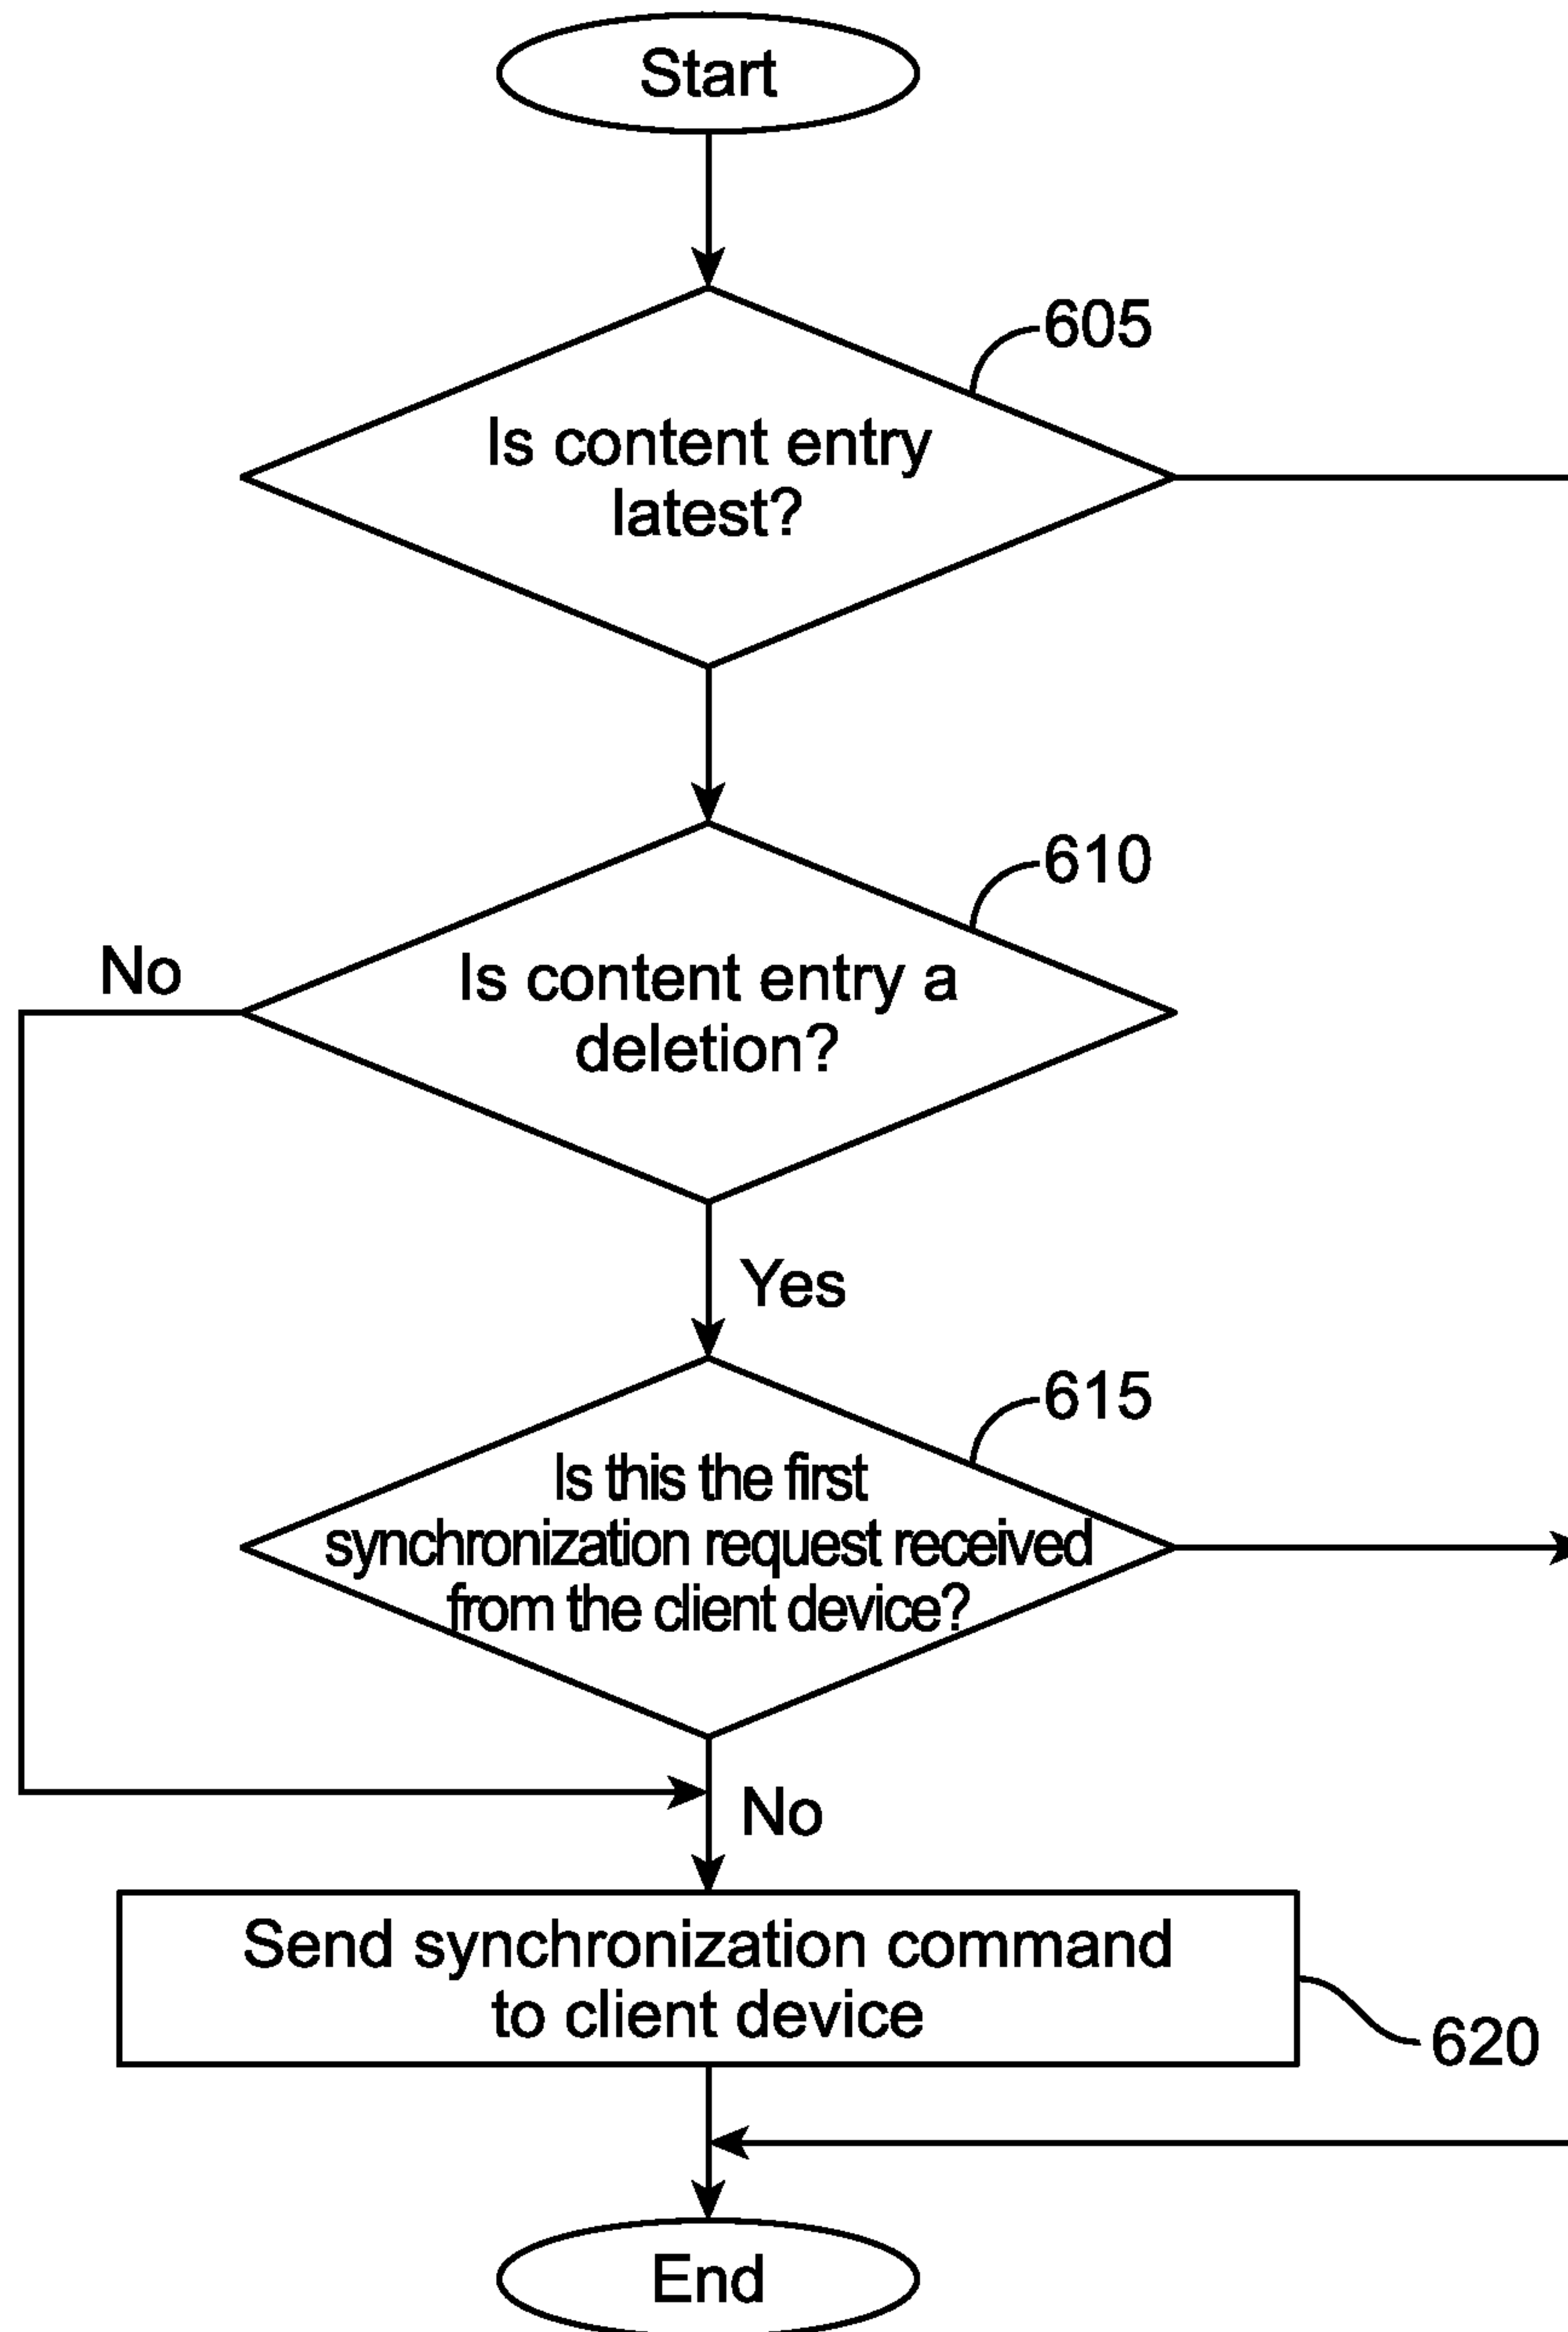 Start
605
Is content entry
latest?
610
No
Is content entry a
deletion?
Yes
615
Is this the first
synchronization request received
from the client device?
No
Send synchronization command
to client device
620
End